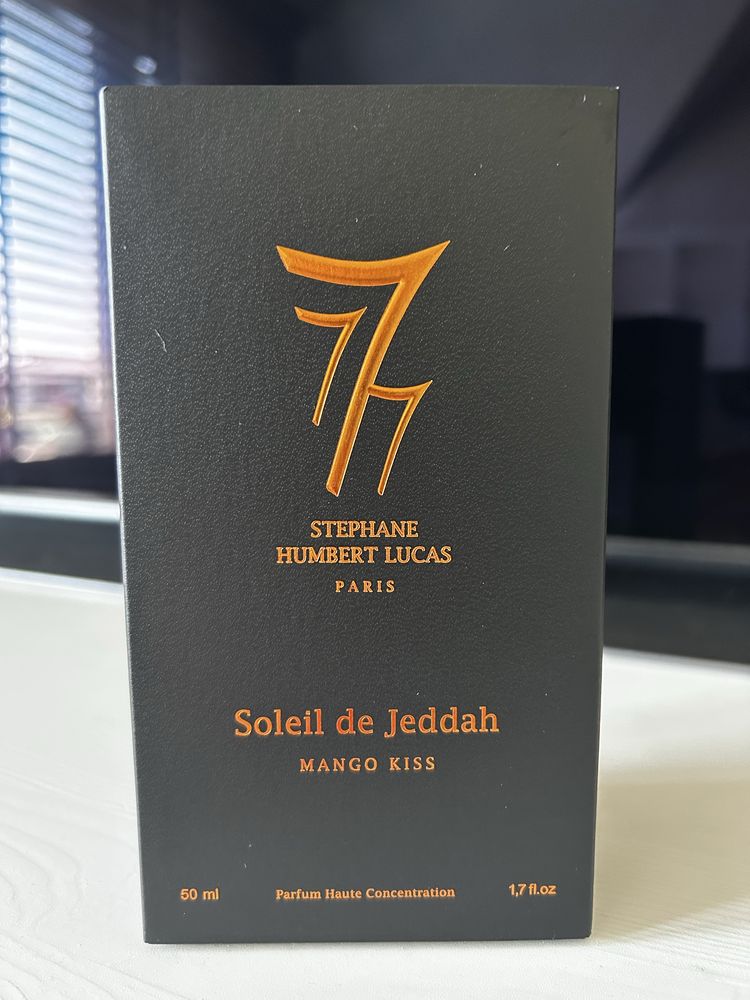 STEPHANE
HUMBERT LUCAS
PARIS
Soleil de Jeddah
MANGO KISS
50 ml Parfum Haute Concentration 1,7 fl.oz